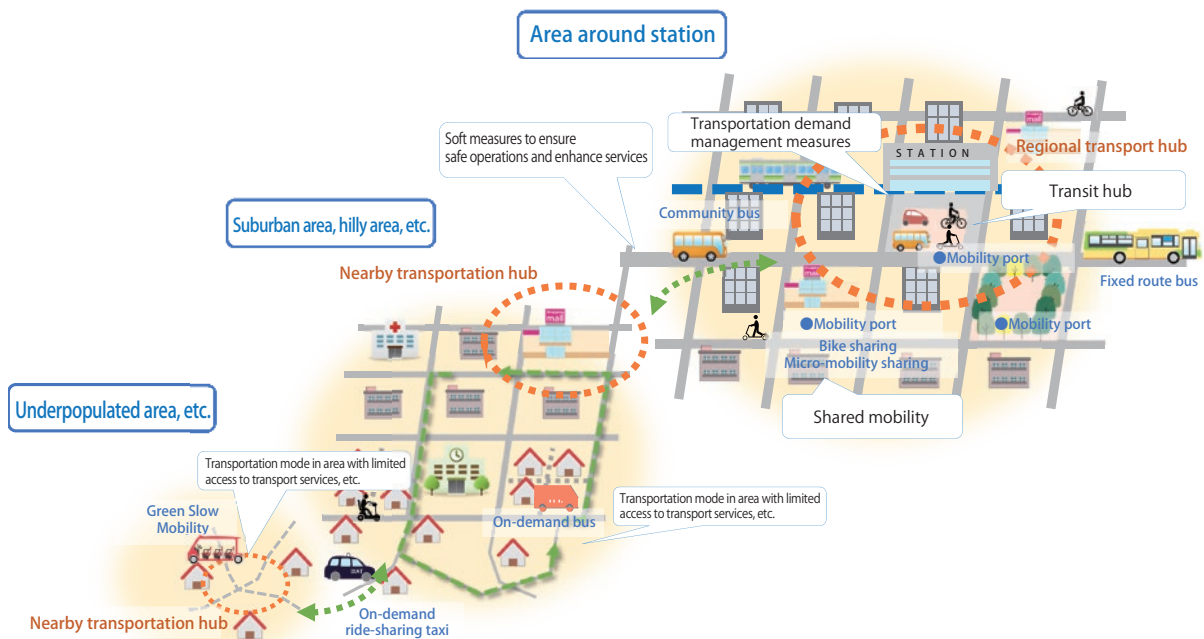 Area around station
Soft measures to ensure
safe operations and enhance services
Transportation demand
management measures
mall
STATION
Regional transport hub
Transit hub
Community bus
Suburban area, hilly area, etc.
Nearby transportation hub
mall
Mobility port
Fixed route bus
mall
Mobility port
Mobility port
Bike sharing
Micro-mobility sharing
Shared mobility
Underpopulated area, etc.
Transportation mode in area with limited
access to transport services, etc.
Green Slow
Mobility
On-demand bus
Transportation mode in area with limited
access to transport services, etc.
Nearby transportation hub
On-demand
ride-sharing taxi